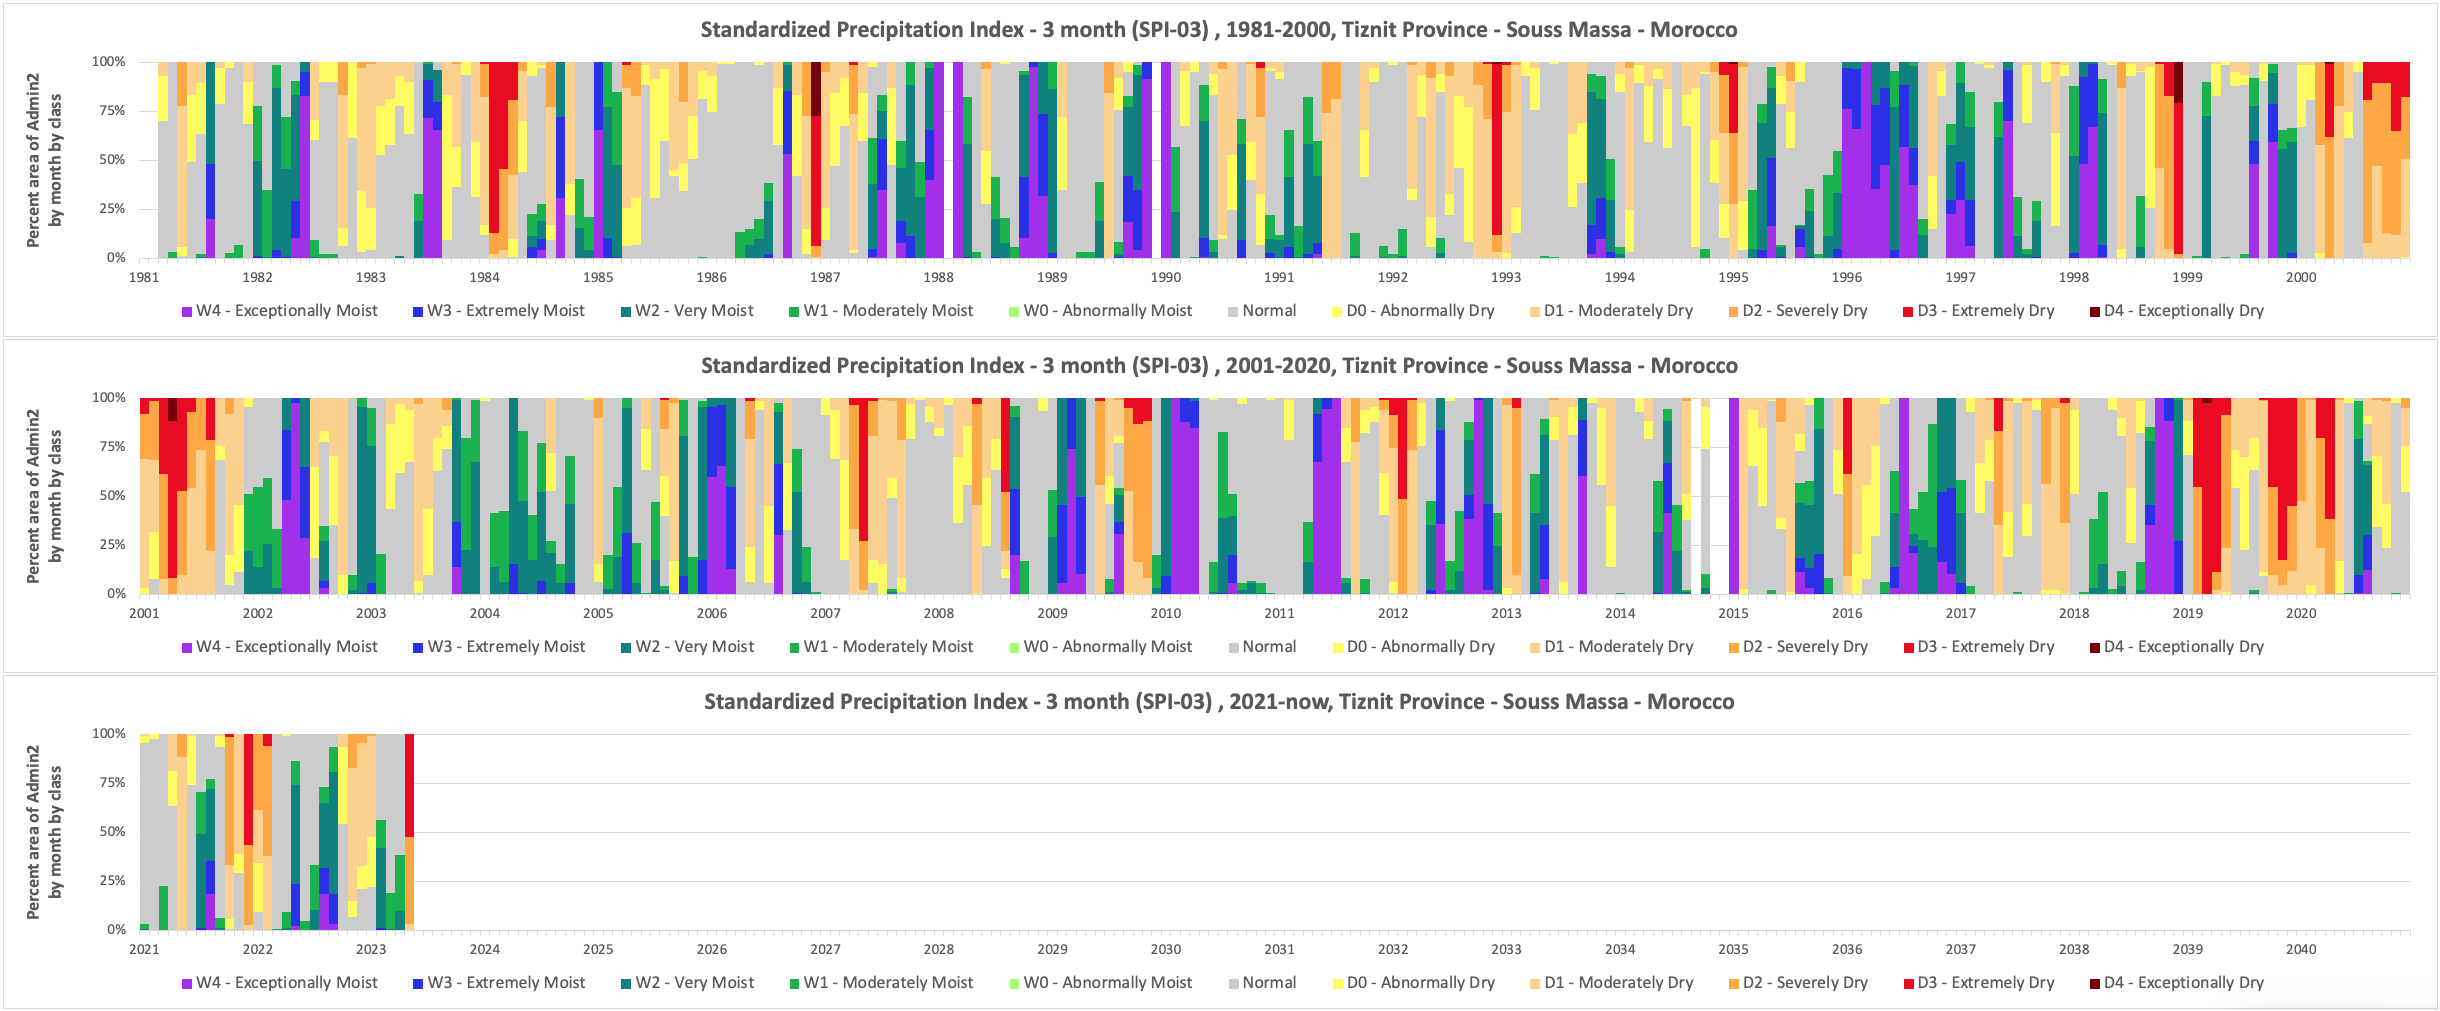 Standardized Precipitation Index - 3 month (SPI-03) , 1981-2000, Tiznit Province - Souss Massa - Morocco
Percent area of Admin2
by month by class
100%
75%
50%
25%
0%
1981 1982 1983 1984 1985 1986 1987 1988 1989 1990 1991 1992 1993 1994 1995 1996 1997 1998 1999 2000
W4 - Exceptionally Moist W3 - Extremely Moist W2 - Very Moist W1 - Moderately Moist W0 - Abnormally Moist Normal D0 - Abnormally Dry D1 - Moderately Dry D2 - Severely Dry D3 - Extremely Dry D4 - Exceptionally Dry
Standardized Precipitation Index - 3 month (SPI-03) , 2001-2020, Tiznit Province - Souss Massa - Morocco
Percent area of Admin2
by month by class
100%
75%
50%
25%
0%
2001 2002 2003 2004 2005 2006 2007 2008 2009 2010 2011 2012 2013 2014 2015 2016 2017 2018 2019 2020
W4 - Exceptionally Moist W3 - Extremely Moist W2 - Very Moist W1 - Moderately Moist W0 - Abnormally Moist Normal D0 - Abnormally Dry D1 - Moderately Dry D2 - Severely Dry D3 - Extremely Dry D4 - Exceptionally Dry
Standardized Precipitation Index - 3 month (SPI-03) , 2021-now, Tiznit Province - Souss Massa - Morocco
Percent area of Admin2
by month by class
100%
75%
50%
25%
0%
2021 2022 2023 2024 2025 2026 2027 2028 2029 2030 2031 2032 2033 2034 2035 2036 2037 2038 2039 2040
W4 - Exceptionally Moist W3 - Extremely Moist W2 - Very Moist W1 - Moderately Moist W0 - Abnormally Moist Normal D0 - Abnormally Dry D1 - Moderately Dry D2 - Severely Dry D3 - Extremely Dry D4 - Exceptionally Dry